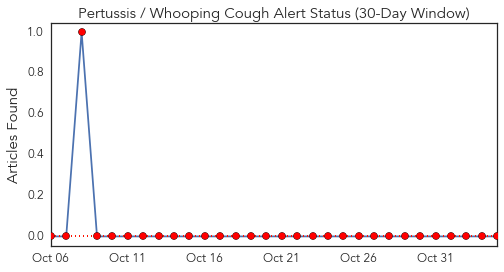 Pertussis / Whooping Cough Alert Status (30-Day Window)
Articles Found
1.0
0.8
0.6
0.4
0.2
0.0
Oct 06 Oct 11 Oct 16 Oct 21 Oct 26 Oct 31